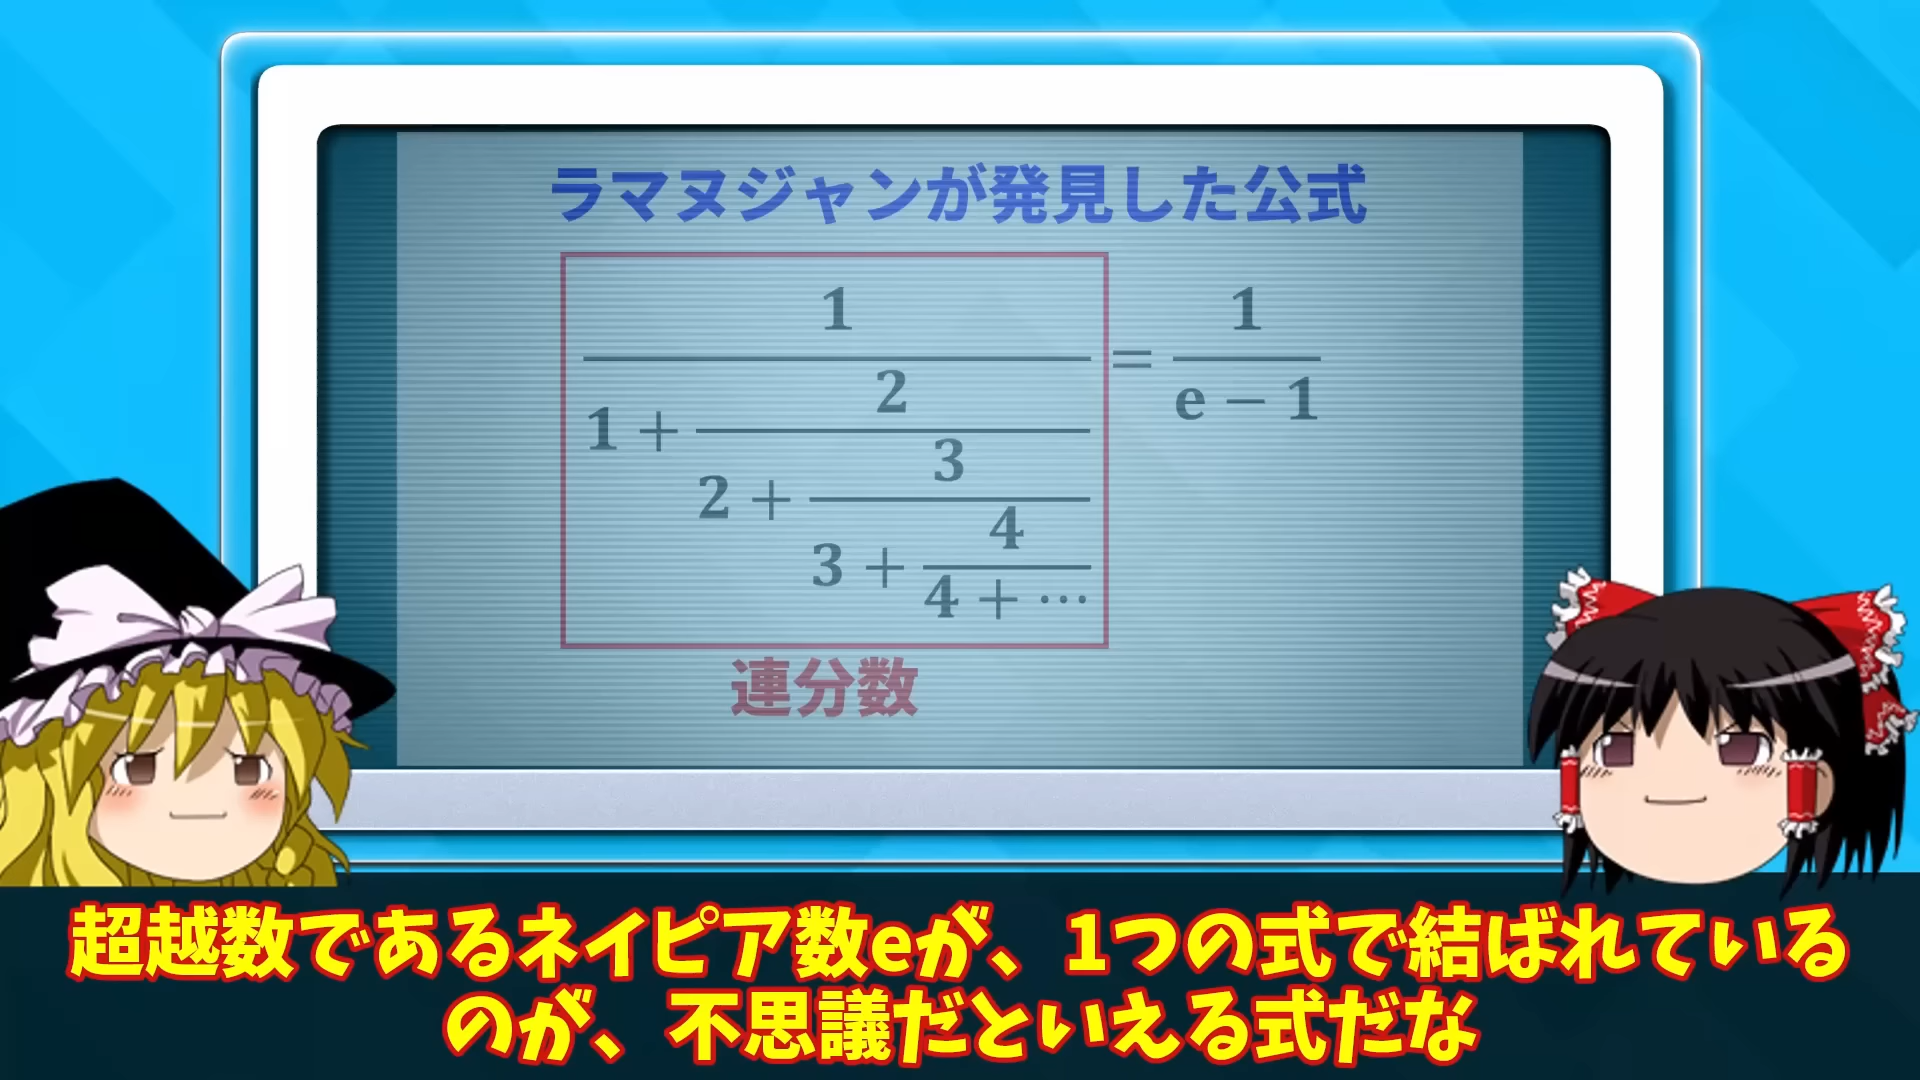 ラマヌジャンが発見した公式
1
1 +
2
2 +
3
3 +
4
4 + ⋯
=
1
e − 1
連分数
超越数であるネイピア数eが、1つの式で結ばれている
のが、不思議だといえる式だな